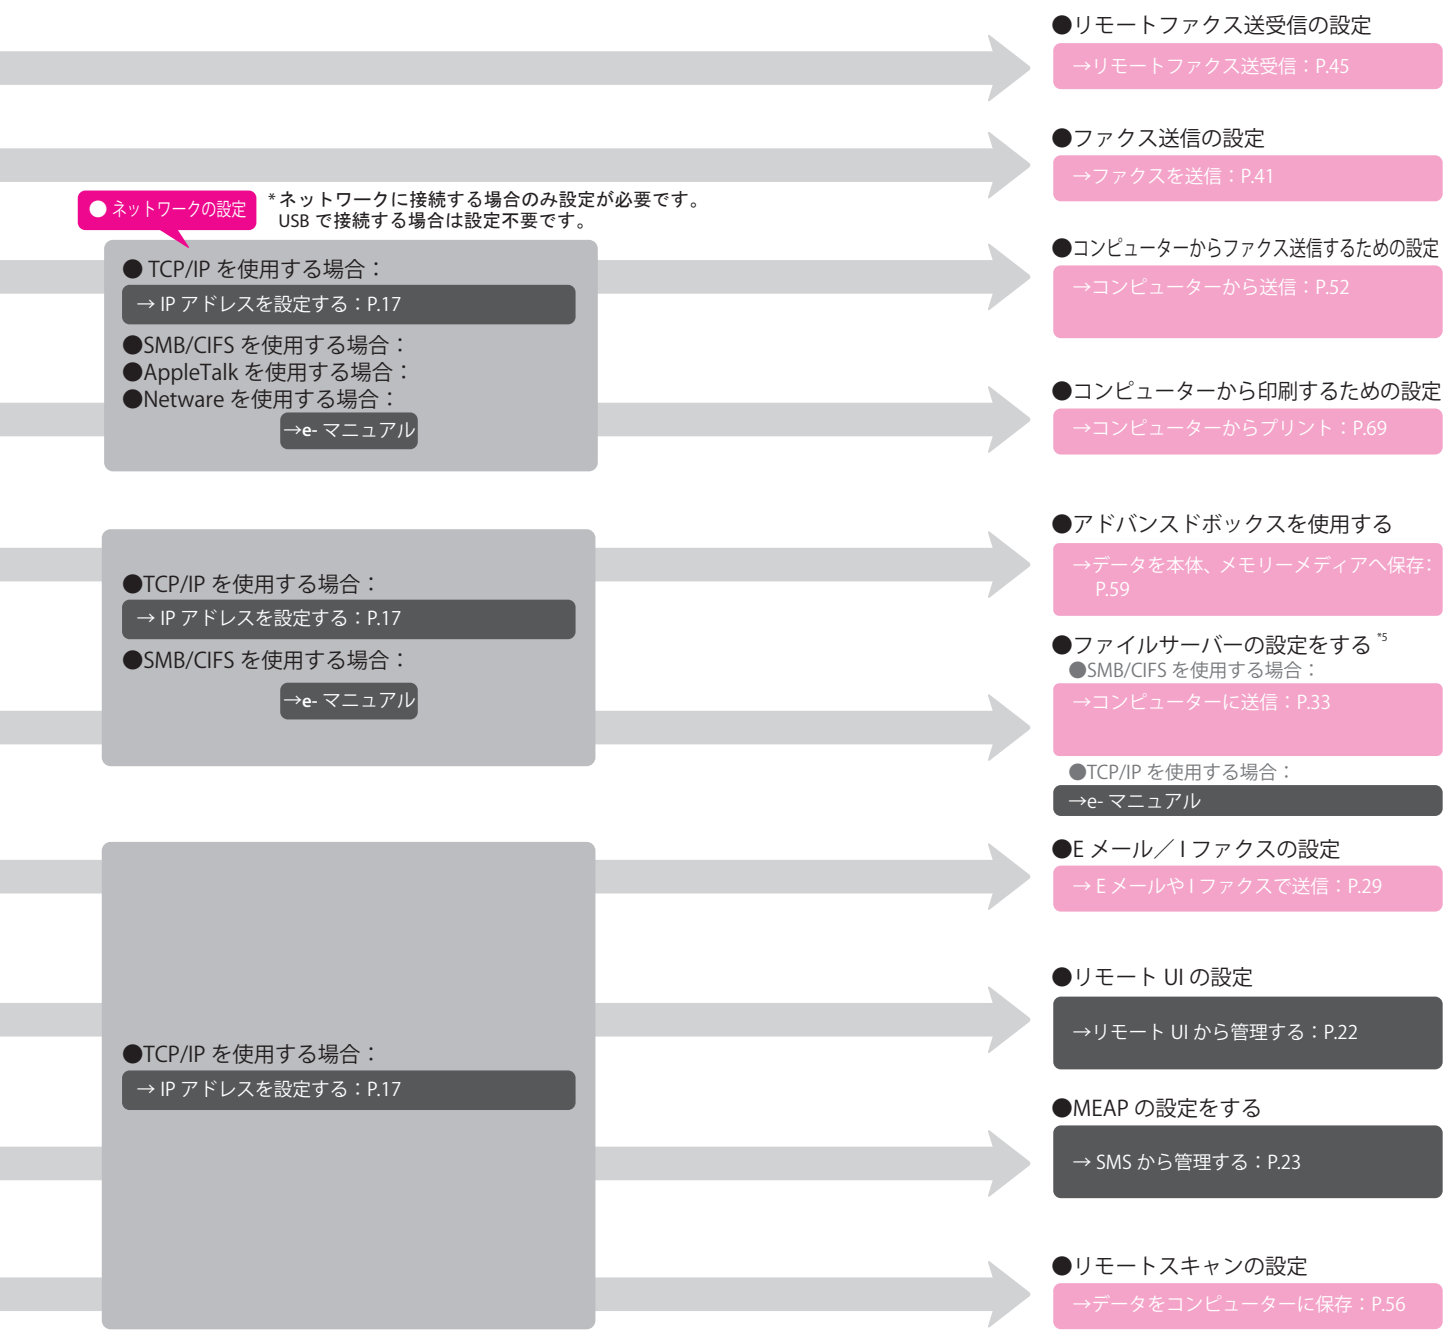 ●リモートファクス送受信の設定
→リモートファクス送受信：P.45
●ファクス送信の設定
→ファクスを送信：P.41
● ネットワークの設定
*ネットワークに接続する場合のみ設定が必要です。
USB で接続する場合は設定不要です。
● TCP/IP を使用する場合：
→ IP アドレスを設定する：P.17
●SMB/CIFS を使用する場合：
●AppleTalk を使用する場合：
●Netware を使用する場合：
→e- マニュアル
●コンピューターからファクス送信するための設定
→コンピューターから送信：P.52
●コンピューターから印刷するための設定
→コンピューターからプリント：P.69
●TCP/IP を使用する場合：
→ IP アドレスを設定する：P.17
●SMB/CIFS を使用する場合：
→e- マニュアル
●アドバンスドボックスを使用する
→データを本体、メモリーメディアへ保存：
P.59
●ファイルサーバーの設定をする *5
●SMB/CIFS を使用する場合：
→コンピューターに送信：P.33
●TCP/IP を使用する場合：
→e- マニュアル
●TCP/IP を使用する場合：
→ IP アドレスを設定する：P.17
●E メール／ I ファクスの設定
→ E メールや I ファクスで送信：P.29
●リモート UI の設定
→リモート UI から管理する：P.22
●MEAP の設定をする
→ SMS から管理する：P.23
●リモートスキャンの設定
→データをコンピューターに保存：P.56